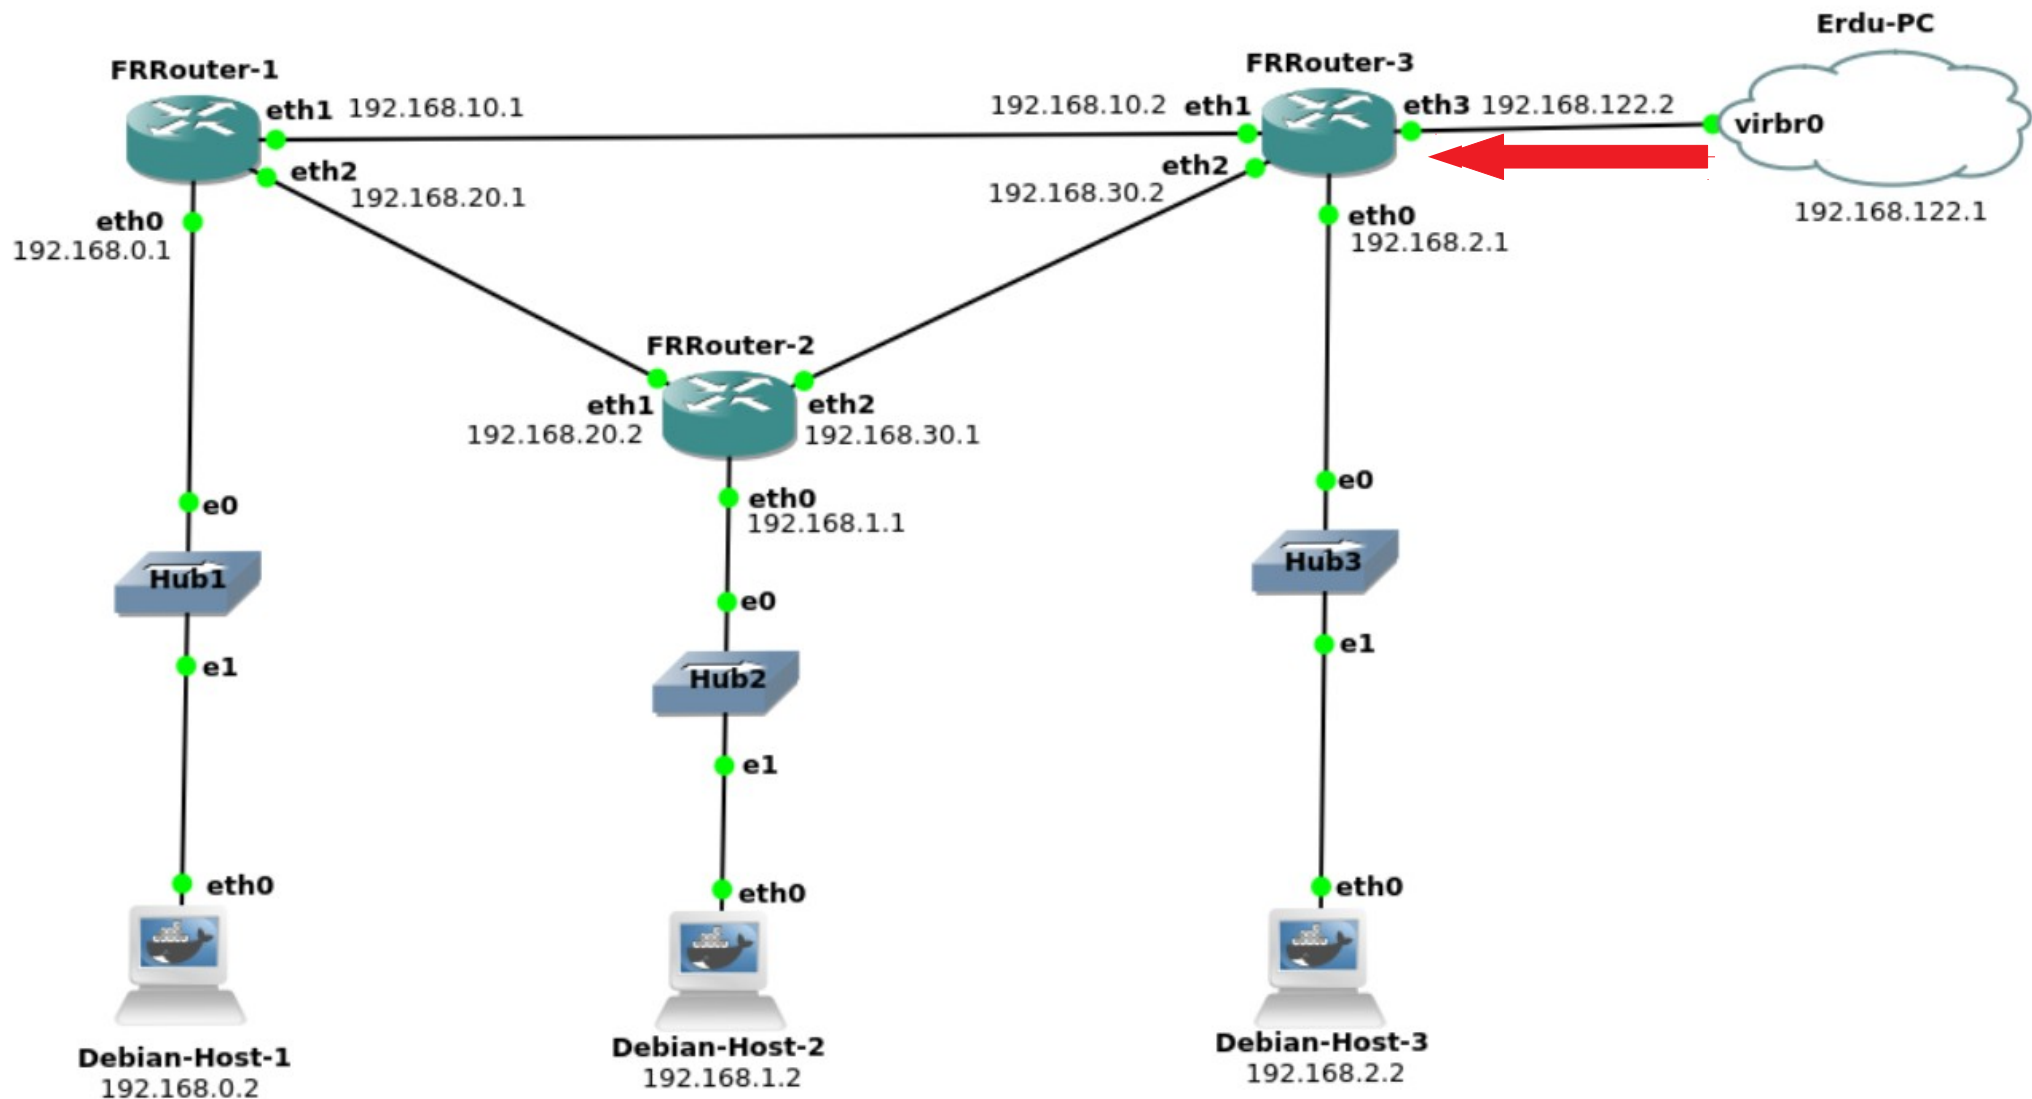 Erdu-PC
FRRouter-1
FRRouter-3
eth1 192.168.10.1
192.168.10.2 eth1
eth3 192.168.122.2
virbr0
eth2
192.168.20.1
eth2
192.168.30.2
192.168.122.1
eth0
192.168.0.1
eth0
192.168.2.1
FRRouter-2
eth1
192.168.20.2
eth2
192.168.30.1
eth0
192.168.1.1
e0
e0
e0
Hub1
Hub2
Hub3
e1
e1
e1
eth0
eth0
eth0
Debian-Host-1
192.168.0.2
Debian-Host-2
192.168.1.2
Debian-Host-3
192.168.2.2